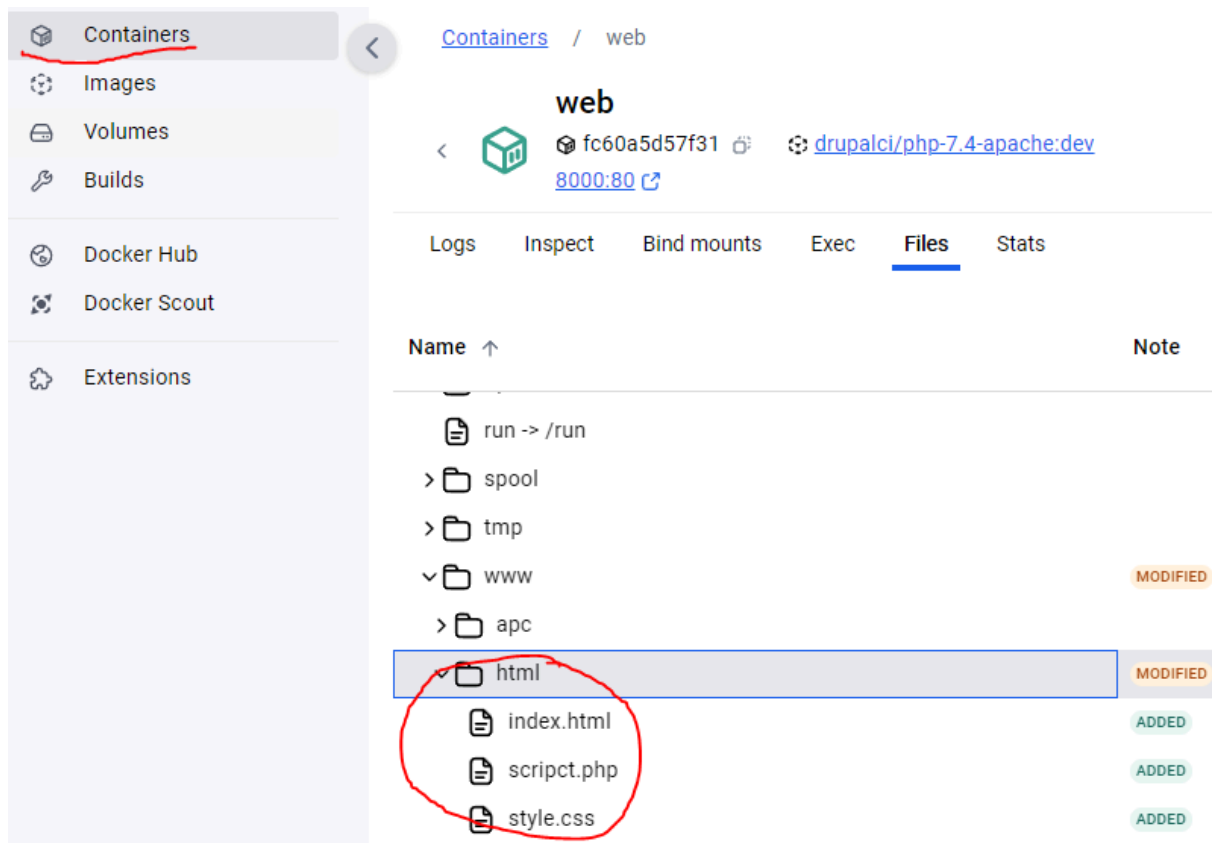 Containers
Images
Volumes
Builds
Docker Hub
Docker Scout
Extensions
Containers / web
web
fc60a5d57f31 drupalci/php-7.4-apache:dev
8000:80
Logs Inspect Bind mounts Exec Files Stats
Name Note
run -> /run
spool
tmp
www MODIFIED
apc
html MODIFIED
index.html ADDED
scripct.php ADDED
style.css ADDED